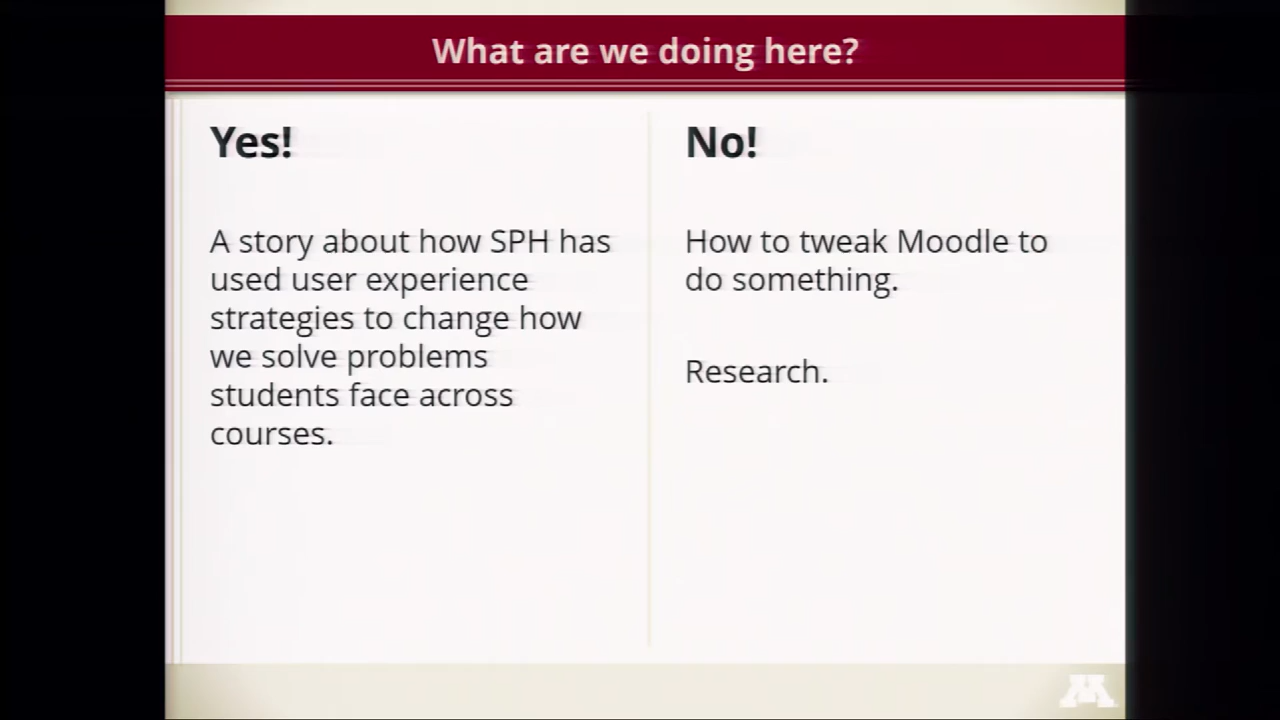 What are we doing here?
Yes!
A story about how SPH has
used user experience
strategies to change how
we solve problems
students face across
courses.
No!
How to tweak Moodle to
do something.
Research.
M